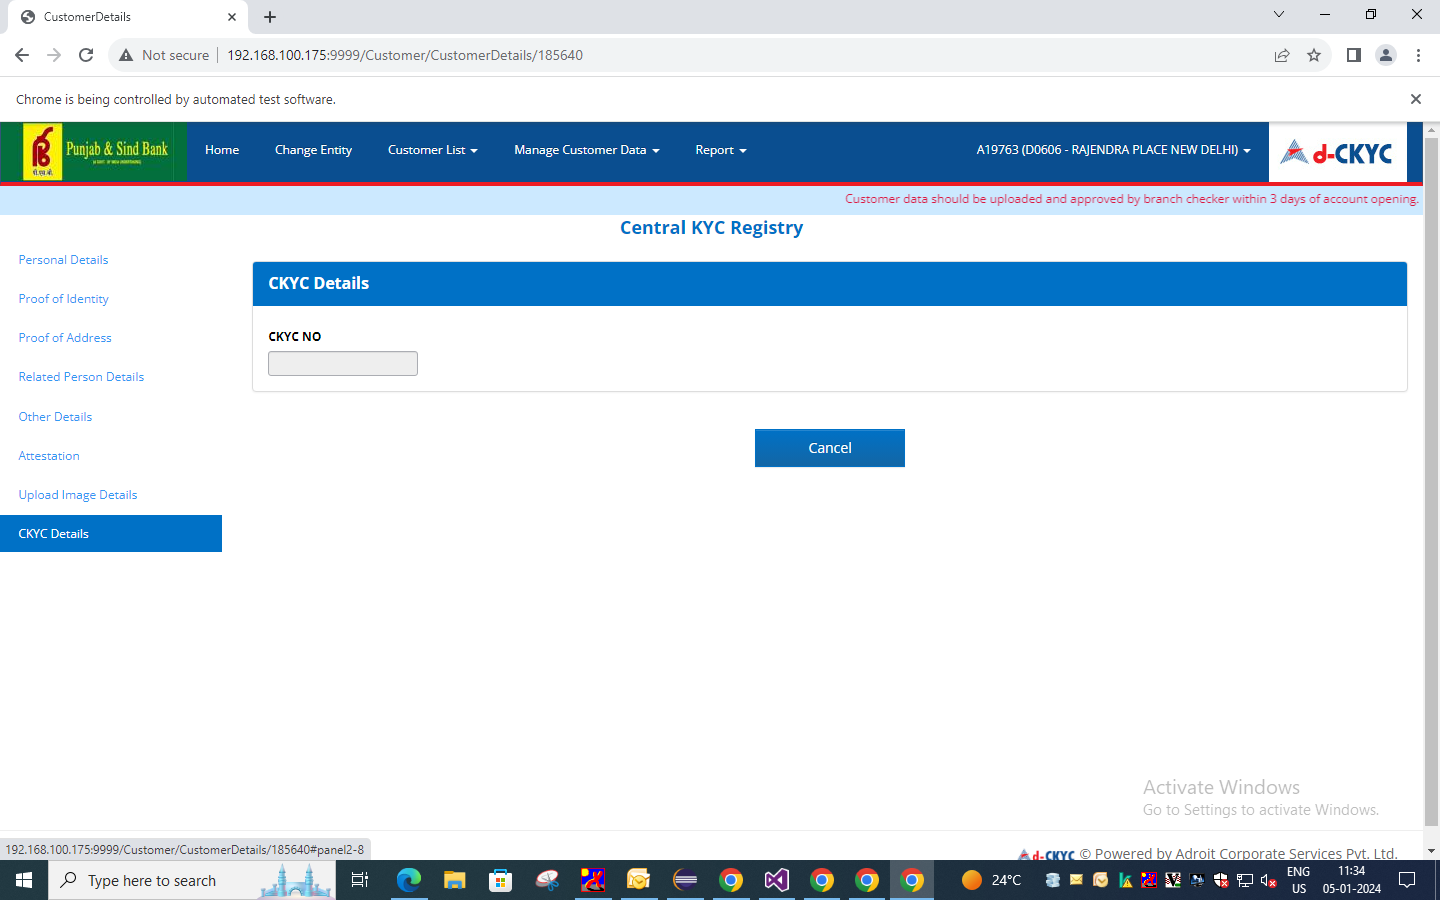 CustomerDetails
Not secure
192.168.100.175:9999/Customer/CustomerDetails/185640
Chrome is being controlled by automated test software.
Punjab & Sind Bank
पी.एस.बी.
Home
Change Entity
Customer List
Manage Customer Data
Report
A19763 (D0606 - RAJENDRA PLACE NEW DELHI)
d-CKYC
Customer data should be uploaded and approved by branch checker within 3 days of account opening.
Central KYC Registry
Personal Details
Proof of Identity
Proof of Address
Related Person Details
Other Details
Attestation
Upload Image Details
CKYC Details
CKYC Details
CKYC NO
Cancel
Activate Windows
Go to Settings to activate Windows.
192.168.100.175:9999/Customer/CustomerDetails/185640#panel2-8
d-CKYC © Powered by Adroit Corporate Services Pvt. Ltd.
Type here to search
24°C
ENG
US
11:34
05-01-2024